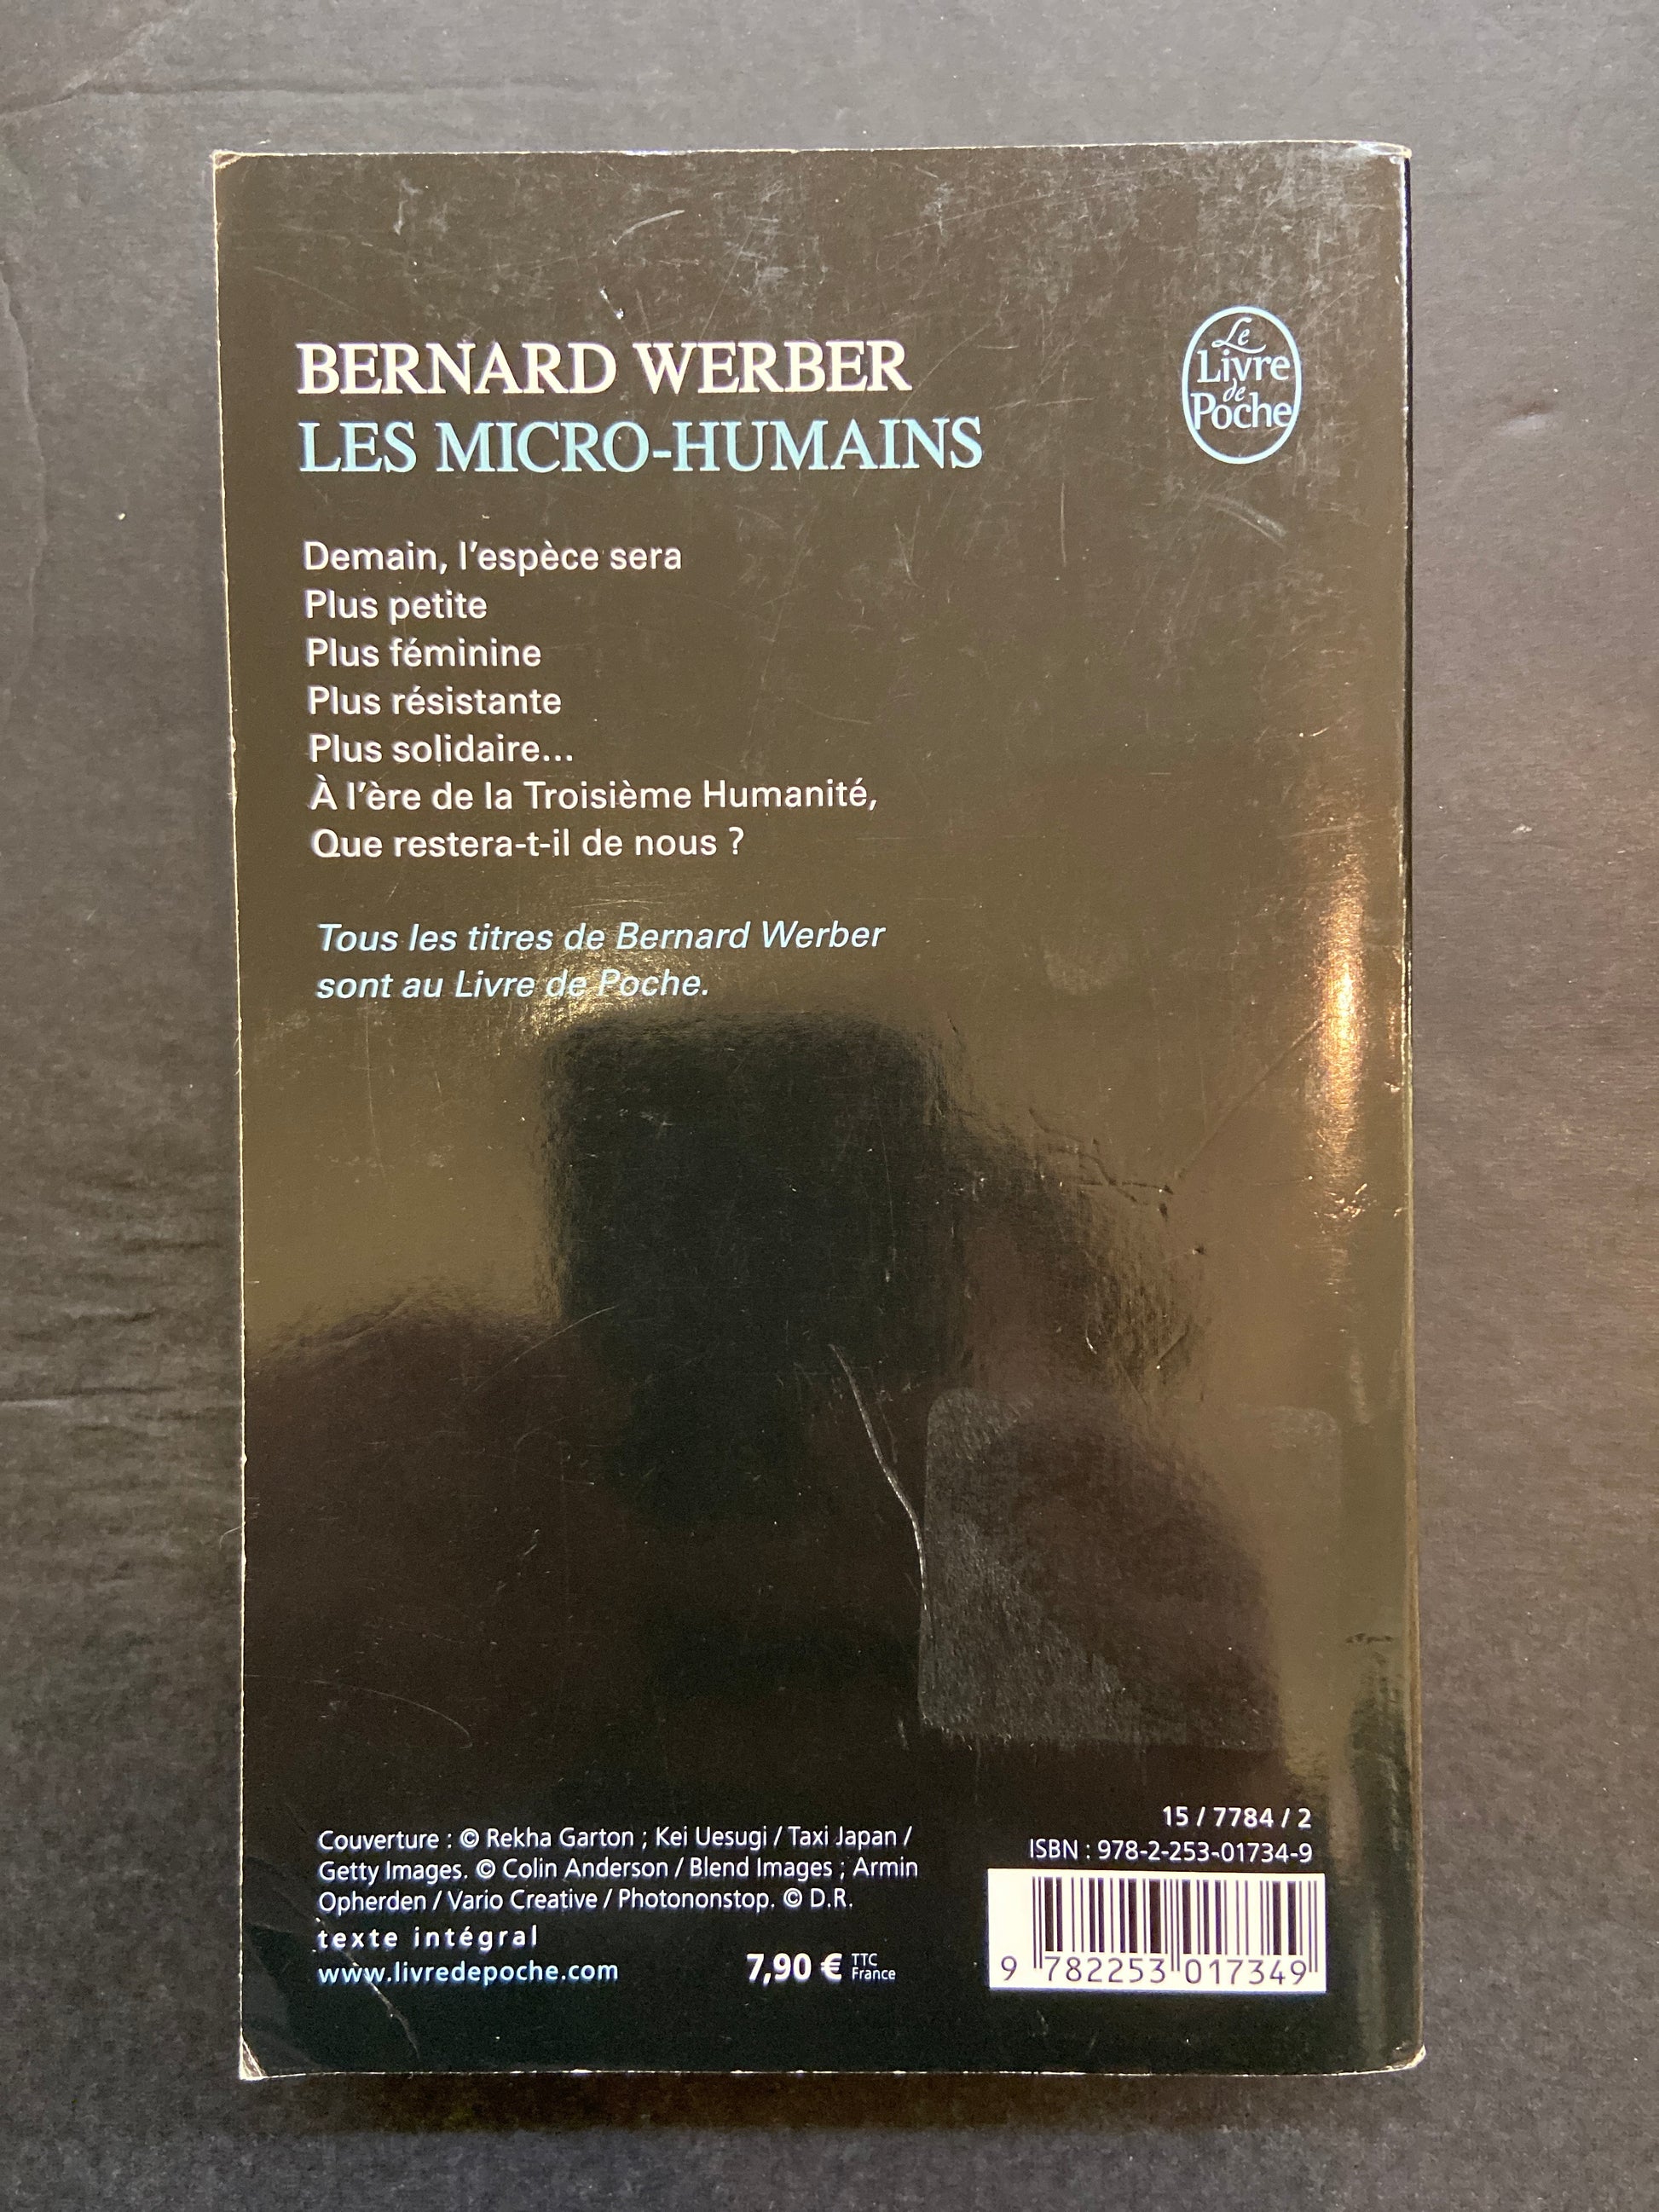 BERNARD WERBER
LES MICRO-HUMAINS
Le
Livre
de
Poche
Demain, l'espèce sera
Plus petite
Plus féminine
Plus résistante
Plus solidaire...
À l'ère de la Troisième Humanité,
Que restera-t-il de nous ?
Tous les titres de Bernard Werber
sont au Livre de Poche.
Couverture : © Rekha Garton ; Kei Uesugi / Taxi Japan /
Getty Images. © Colin Anderson / Blend Images ; Armin
Opherden / Vario Creative / Photononstop. © D.R.
texte intégral
www.livredepoche.com
7,90 € TTC
France
15 / 7784 / 2
ISBN : 978-2-253-01734-9
9 782253 017349